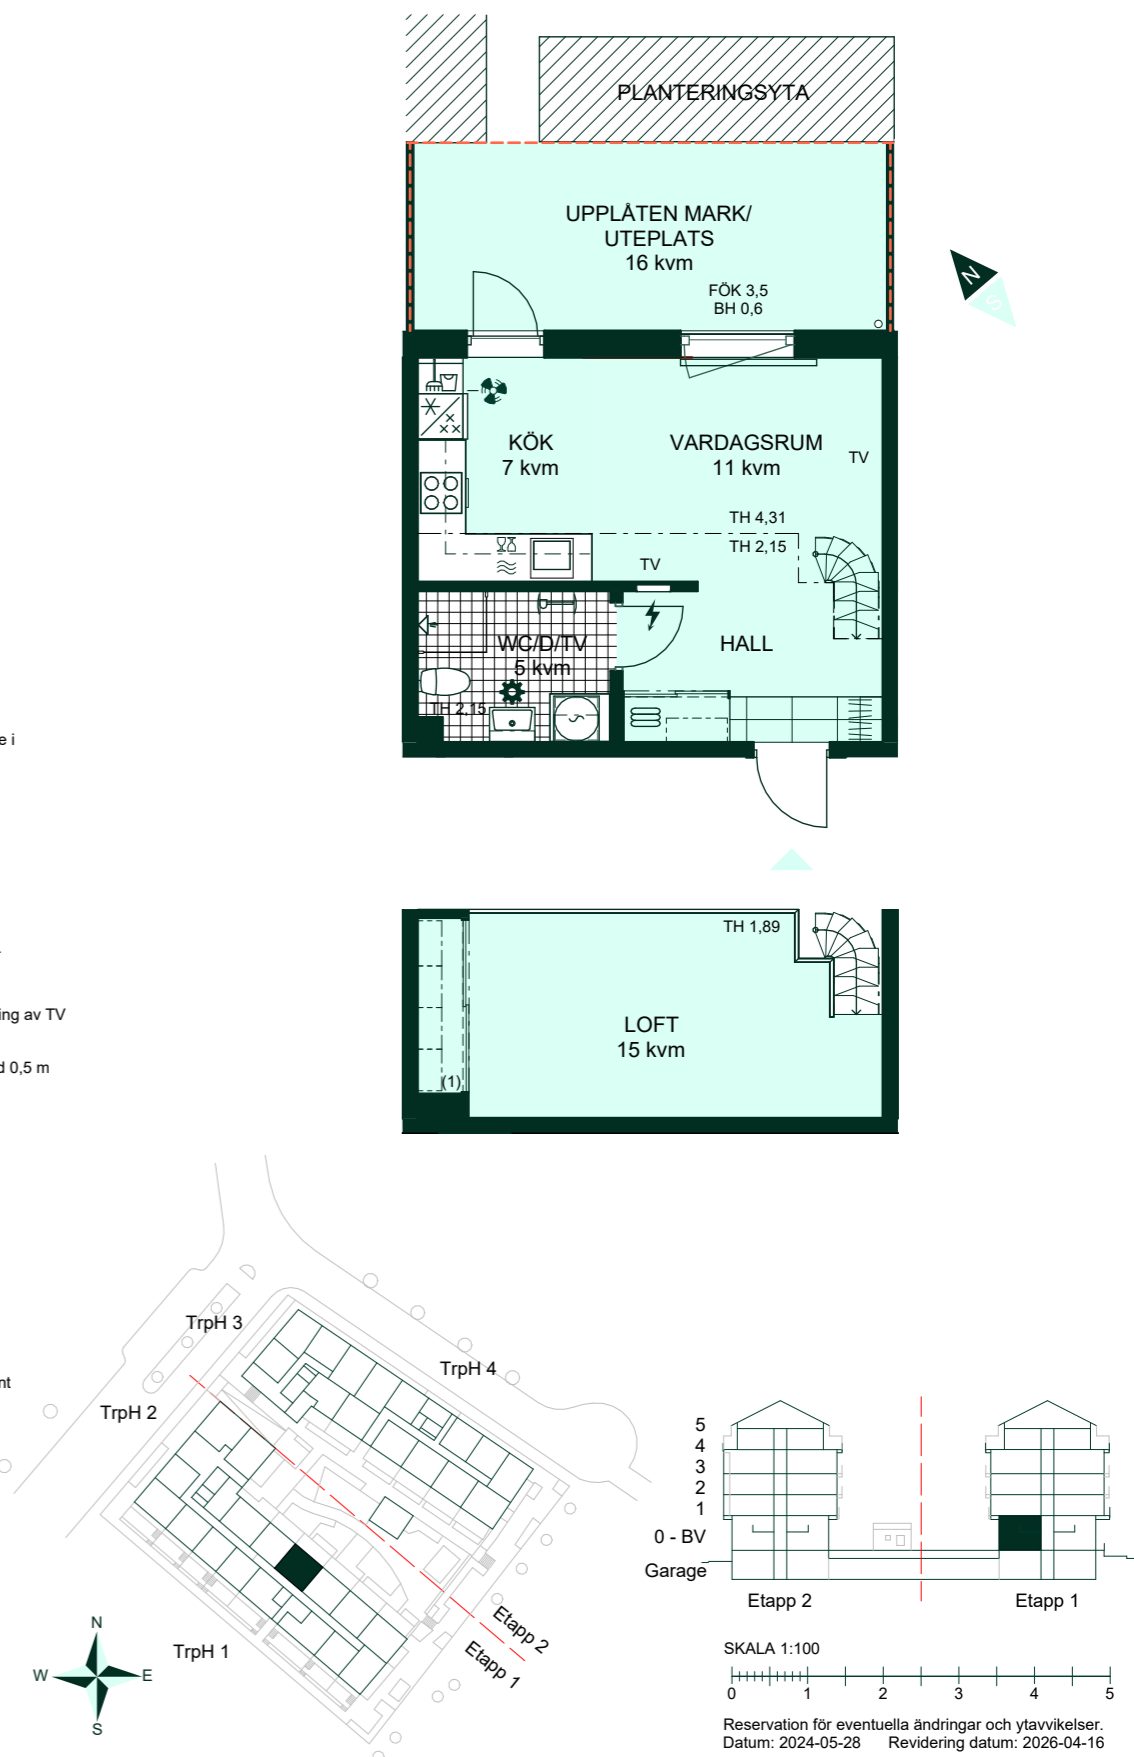 PLANTERINGSYTA
UPPLÅTEN MARK/
UTEPLATS
16 kvm
FÖK 3,5
BH 0,6
N
S
KÖK
7 kvm
VARDAGSRUM
11 kvm
TV
TH 4,31
TH 2,15
TV
WC/D/TV
5 kvm
HALL
TH 2,15
e i
TH 1,89
ing av TV
LOFT
15 kvm
d 0,5 m
(1)
TrpH 3
TrpH 4
nt
TrpH 2
5
4
3
2
1
0 - BV
Garage
Etapp 2
Etapp 1
Etapp 2
Etapp 1
N
W
E
S
TrpH 1
SKALA 1:100
0 1 2 3 4 5
Reservation för eventuella ändringar och ytavvikelser.
Datum: 2024-05-28 Revidering datum: 2026-04-16